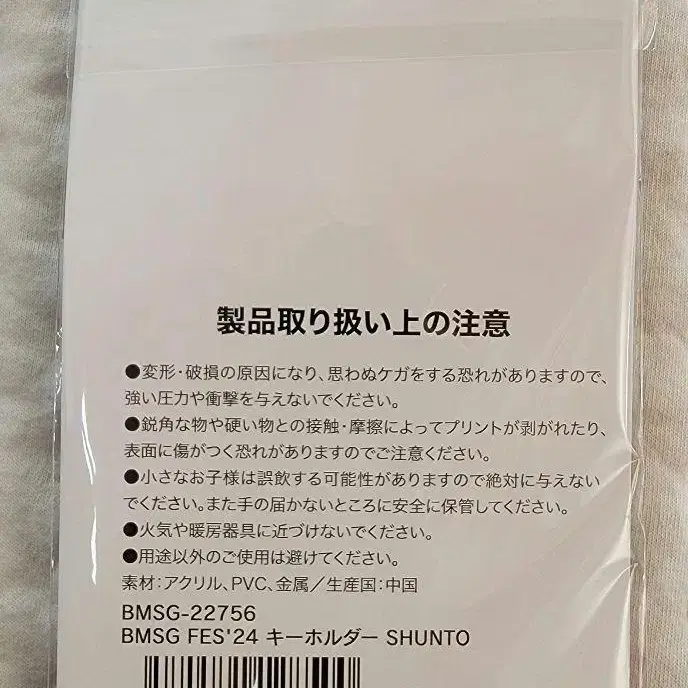 製品取り扱い上の注意
●変形・破損の原因になり、思わぬケガをする恐れがありますので、
強い圧力や衝撃を与えないでください。
●鋭角な物や硬い物との接触・摩擦によってプリントが剥がれたり、
表面に傷がつく恐れがありますのでご注意ください。
●小さなお子様は誤飲する可能性がありますので絶対に与えない
でください。また手の届かないところに安全に保管してください。
●火気や暖房器具に近づけないでください。
●用途以外のご使用は避けてください。
素材:アクリル、PVC、金属／生産国:中国
BMSG-22756
BMSG FES'24 キーホルダー SHUNTO